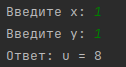 Введите x: 1
Введите y: 1
Ответ: u = 8